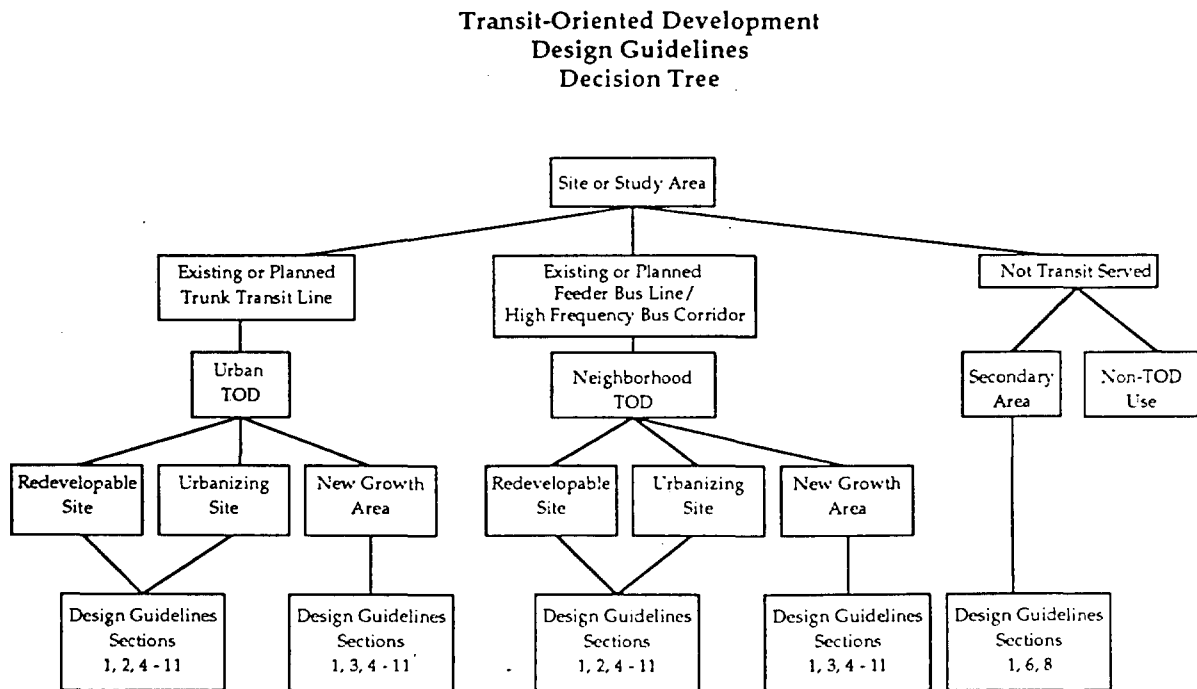 Transit-Oriented Development
Design Guidelines
Decision Tree
Site or Study Area
Existing or Planned
Trunk Transit Line
Existing or Planned
Feeder Bus Line/
High Frequency Bus Corridor
Not Transit Served
Urban
TOD
Neighborhood
TOD
Secondary
Area
Non-TOD
Use
Redevelopable
Site
Urbanizing
Site
New Growth
Area
Redevelopable
Site
Urbanizing
Site
New Growth
Area
Design Guidelines
Sections
1, 2, 4 - 11
Design Guidelines
Sections
1, 3, 4 - 11
Design Guidelines
Sections
1, 2, 4 - 11
Design Guidelines
Sections
1, 3, 4 - 11
Design Guidelines
Sections
1, 6, 8